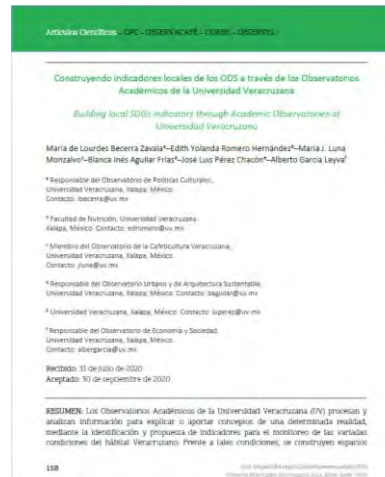 Artículos Científicos – OPC – OBSERVACAFÉ – OURBE – OBSERVES
Construyendo indicadores locales de los ODS a través de los Observatorios
Académicos de la Universidad Veracruzana
Building local SDGs indicators through Academic Observatories of
Universidad Veracruzana
María de Lourdes Becerra Zavala–Edith Yolanda Romero Hernández–María J. Luna
Monzalvo–Blanca Inés Aguilar Frías–José Luis Pérez Chacón–Alberto García Leyva
Responsable del Observatorio de Políticas Culturales,
Universidad Veracruzana, Xalapa, México.
Contacto: lbecerra@uv.mx
Facultad de Nutrición, Universidad Veracruzana.
Xalapa, México. Contacto: edromero@uv.mx
Miembro del Observatorio de la Cafeticultura Veracruzana,
Universidad Veracruzana, Xalapa, México.
Contacto: jluna@uv.mx
Responsable del Observatorio Urbano y de Arquitectura Sustentable,
Universidad Veracruzana, Xalapa, México. Contacto: baguilar@uv.mx
Universidad Veracruzana, Xalapa, México. Contacto: luperez@uv.mx
Responsable del Observatorio de Economía y Sociedad,
Universidad Veracruzana, Xalapa, México.
Contacto: albergarcia@uv.mx
Recibido: 31 de julio de 2020
Aceptado: 30 de septiembre de 2020
RESUMEN: Los Observatorios Académicos de la Universidad Veracruzana (UV) procesan y
analizan información para explicar o aportar conceptos de una determinada realidad,
mediante la identificación y propuesta de indicadores para el monitoreo de las variadas
condiciones del hábitat Veracruzano. Frente a tales condiciones, se construyen espacios
158